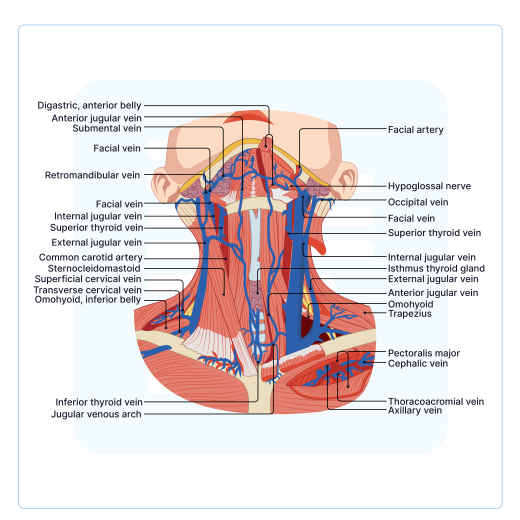 Digastric, anterior belly
Anterior jugular vein
Submental vein
Facial vein
Retromandibular vein
Facial vein
Internal jugular vein
Superior thyroid vein
External jugular vein
Common carotid artery
Sternocleidomastoid
Superficial cervical vein
Transverse cervical vein
Omohyoid, inferior belly
Inferior thyroid vein
Jugular venous arch
Facial artery
Hypoglossal nerve
Occipital vein
Facial vein
Superior thyroid vein
Internal jugular vein
Isthmus thyroid gland
External jugular vein
Anterior jugular vein
Omohyoid
Trapezius
Pectoralis major
Cephalic vein
Thoracoacromial vein
Axillary vein